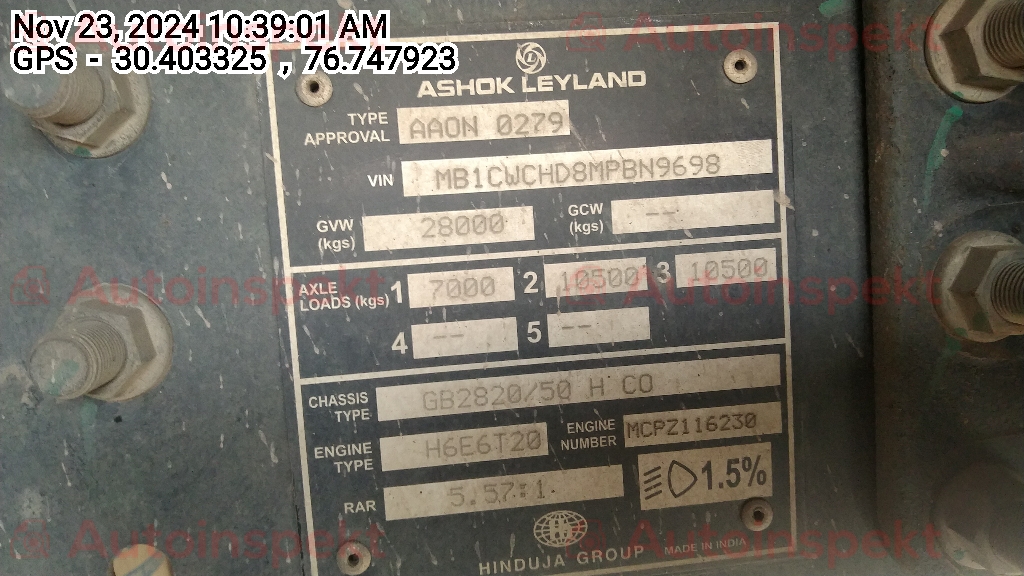 Nov 23, 2024 10:39:01 AM
GPS - 30.403325 , 76.747923
ASHOK LEYLAND
TYPE APPROVAL AAON 0279
VIN MB1CWCHD8MPBN9698
GVW (kgs) 28000 GCW (kgs) --
AXLE LOADS (kgs) 1 7000 2 10500 3 10500
4 -- 5 --
CHASSIS TYPE GB2820/50 H CO
ENGINE TYPE H6E6T20 ENGINE NUMBER MCPZ116230
RAR 5.57:1 1.5%
HINDUJA GROUP MADE IN INDIA
Autoinspekt